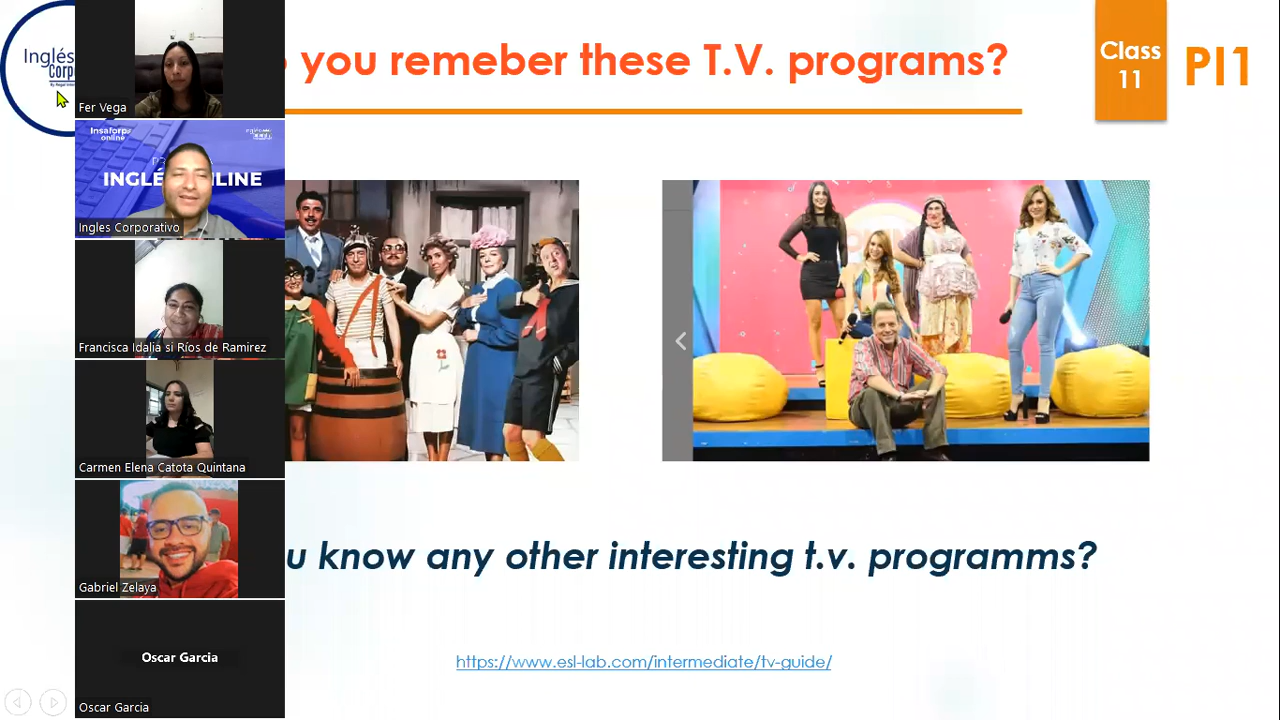 Inglés
Corp
you remeber these T.V. programs?
Class
11
PI1
Fer Vega
Insaforp
online
INGLÉ LINE
Ingles Corporativo
Francisca Idalia si Ríos de Ramirez
Carmen Elena Catota Quintana
Gabriel Zelaya
Oscar Garcia
Oscar Garcia
u know any other interesting t.v. programms?
https://www.esl-lab.com/intermediate/tv-guide/